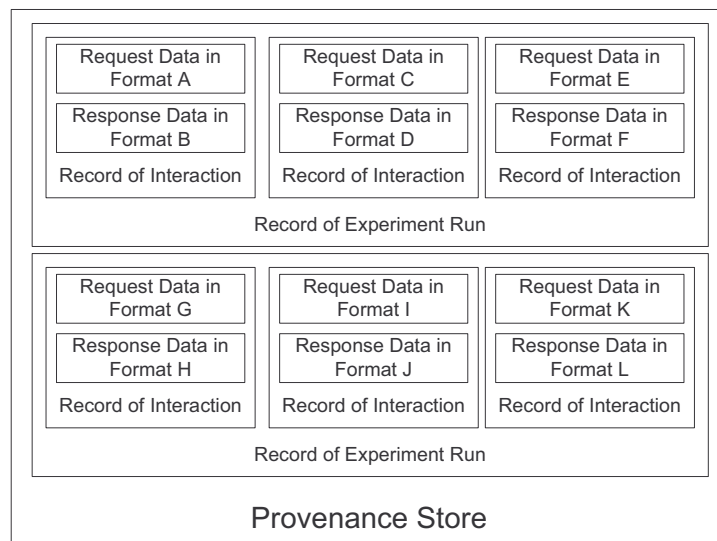 Request Data in
Format A
Response Data in
Format B
Record of Interaction
Request Data in
Format C
Response Data in
Format D
Record of Interaction
Request Data in
Format E
Response Data in
Format F
Record of Interaction
Record of Experiment Run
Request Data in
Format G
Response Data in
Format H
Record of Interaction
Request Data in
Format I
Response Data in
Format J
Record of Interaction
Request Data in
Format K
Response Data in
Format L
Record of Interaction
Record of Experiment Run
Provenance Store